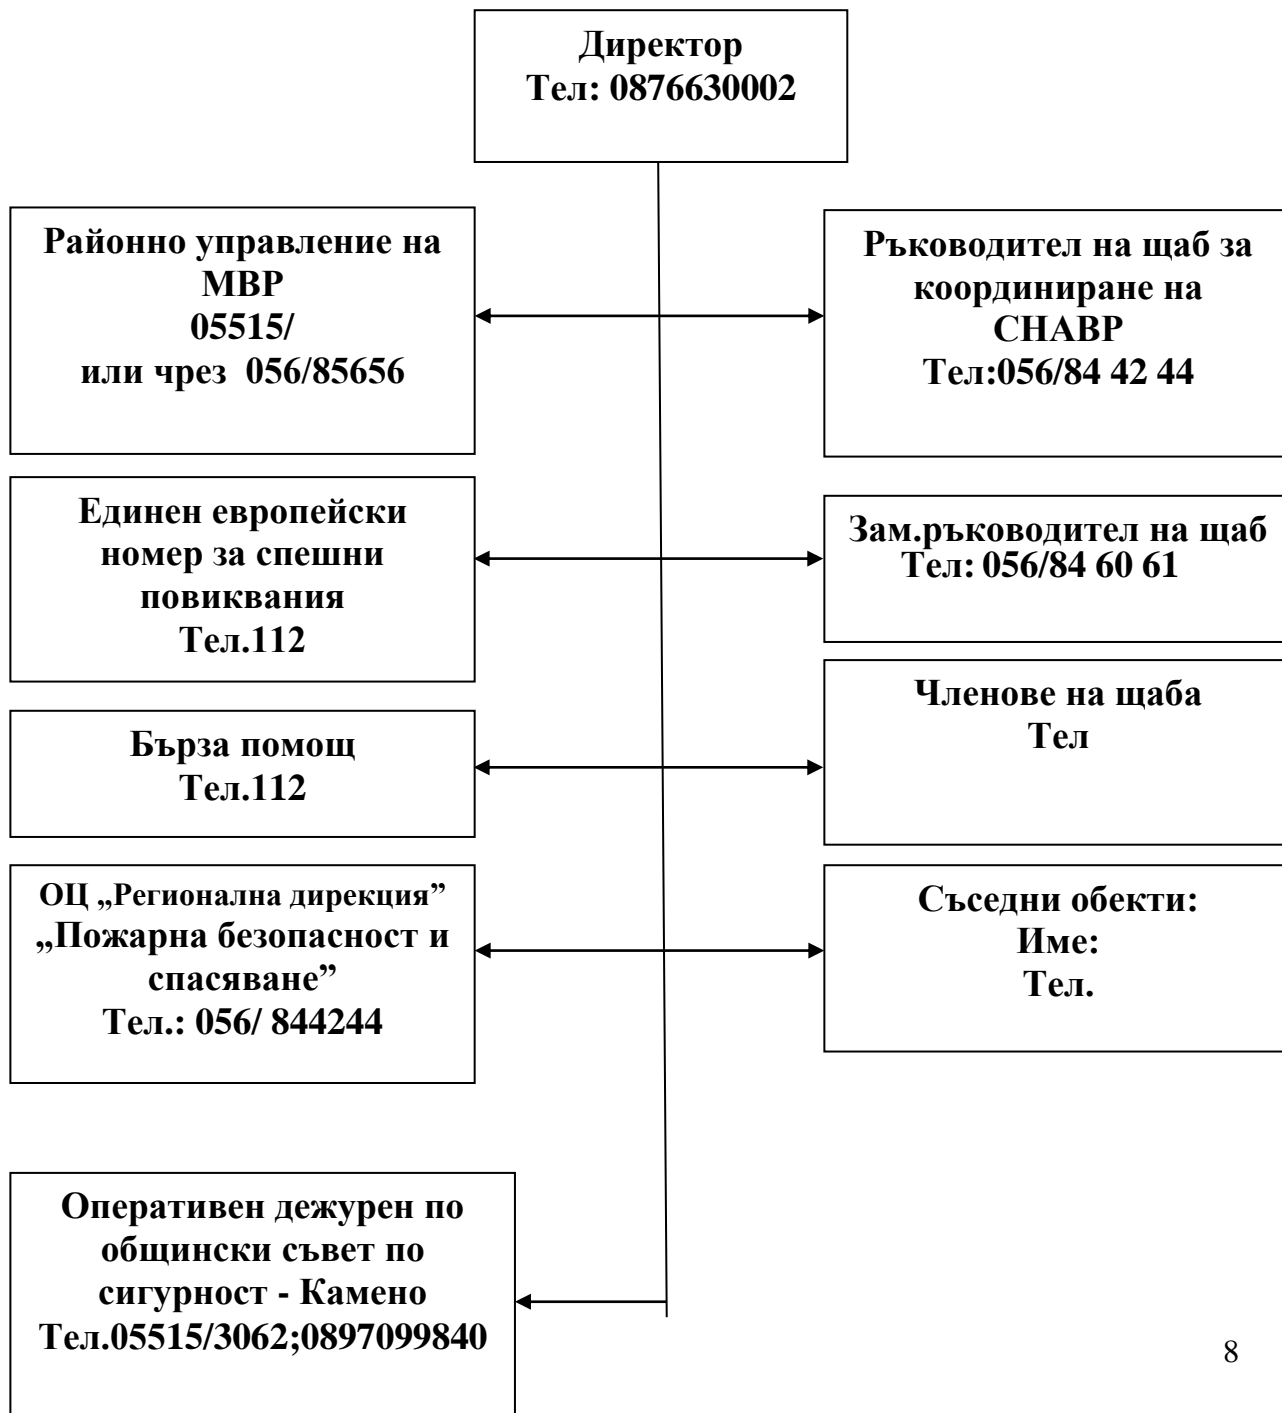 Директор
Тел: 0876630002
Районно управление на
МВР
05515/
или чрез 056/85656
Ръководител на щаб за
координиране на
СНАВР
Тел:056/84 42 44
Единен европейски
номер за спешни
повиквания
Тел.112
Зам.ръководител на щаб
Тел: 056/84 60 61
Бърза помощ
Тел.112
Членове на щаба
Тел
ОЦ „Регионална дирекция”
„Пожарна безопасност и
спасяване”
Тел.: 056/ 844244
Съседни обекти:
Име:
Тел.
Оперативен дежурен по
общински съвет по
сигурност - Камено
Тел.05515/3062;0897099840
8